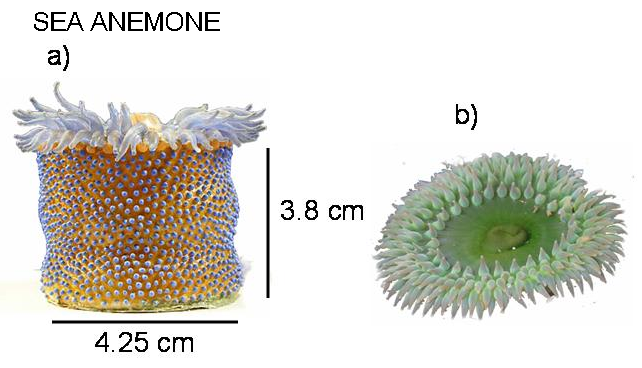 SEA ANEMONE
a)
b)
3.8 cm
4.25 cm